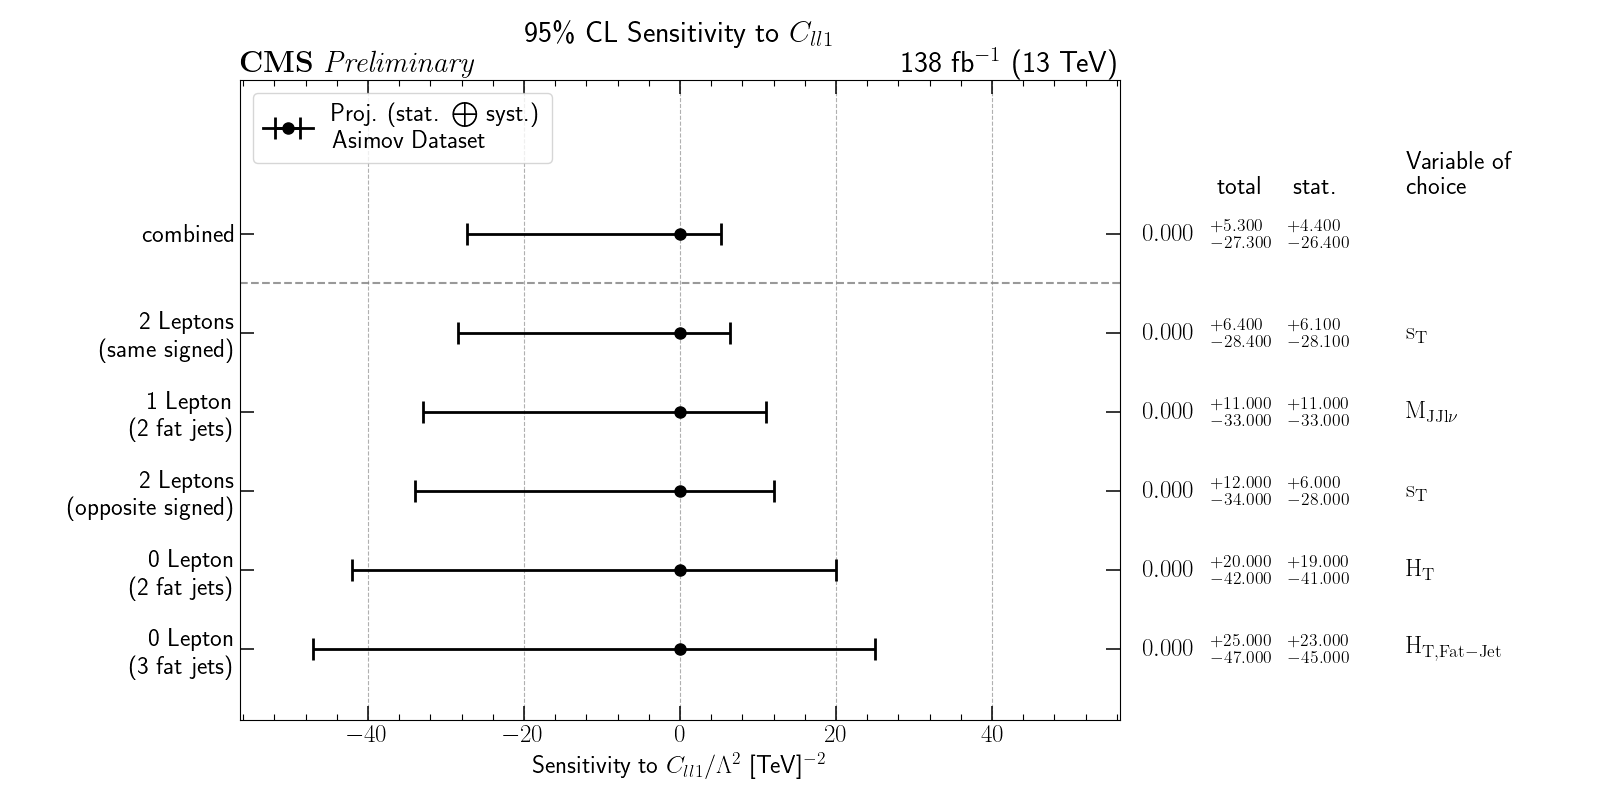 95% CL Sensitivity to C_{ll1}
CMS Preliminary
138 fb^{-1} (13 TeV)
Proj. (stat. ⨁ syst.)
Asimov Dataset
Variable of
choice
total stat.
combined
0.000 +5.300 −27.300 +4.400 −26.400
2 Leptons
(same signed)
0.000 +6.400 −28.400 +6.100 −28.100 s_T
1 Lepton
(2 fat jets)
0.000 +11.000 −33.000 +11.000 −33.000 M_{JJlν}
2 Leptons
(opposite signed)
0.000 +12.000 −34.000 +6.000 −28.000 s_T
0 Lepton
(2 fat jets)
0.000 +20.000 −42.000 +19.000 −41.000 H_T
0 Lepton
(3 fat jets)
0.000 +25.000 −47.000 +23.000 −45.000 H_{T,Fat−Jet}
−40 −20 0 20 40
Sensitivity to C_{ll1}/Λ^2 [TeV]^{−2}